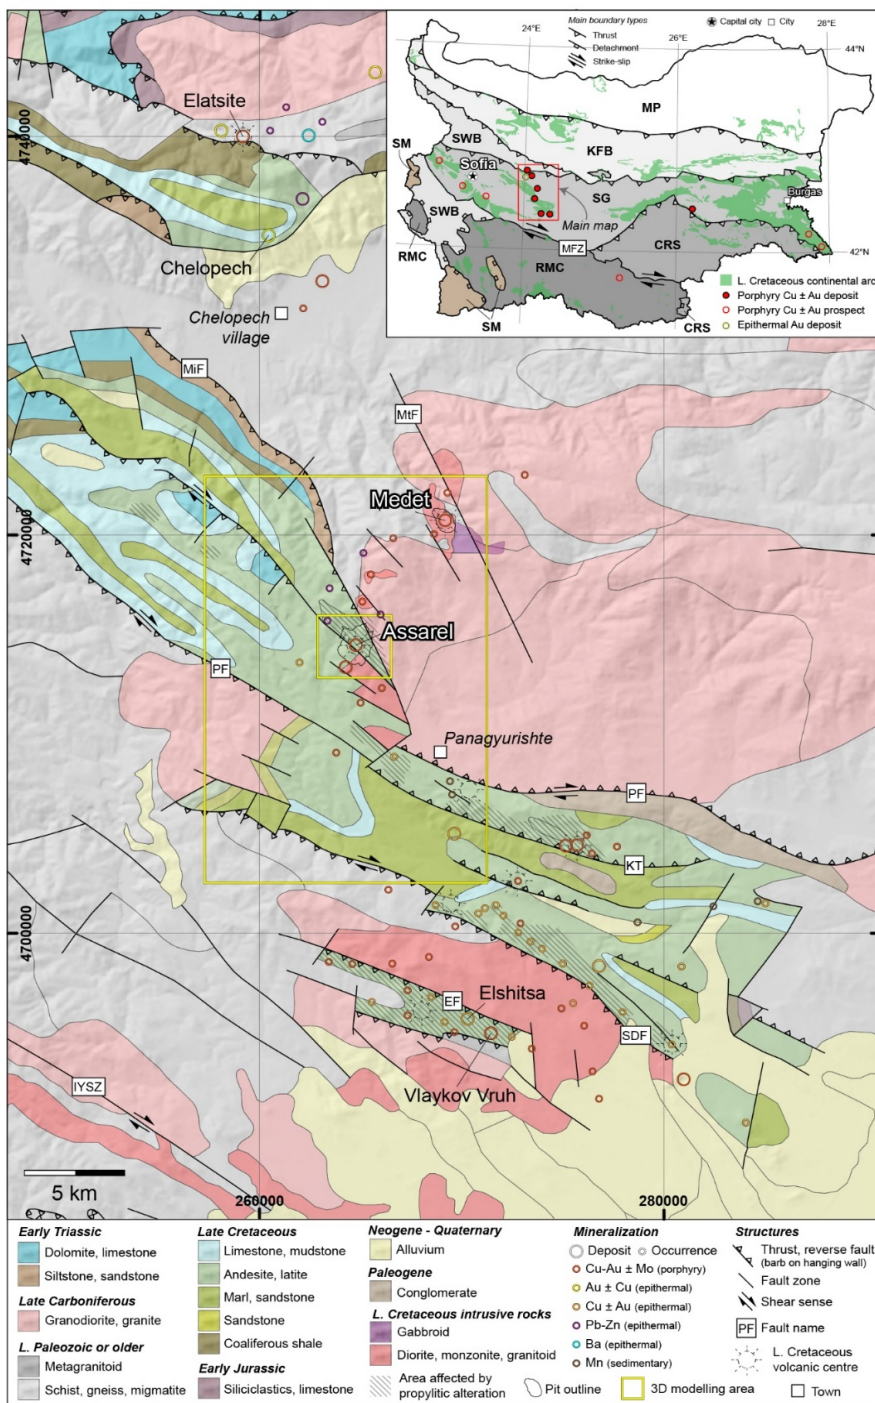 Main boundary types
Thrust
Detachment
Strike-slip
Capital city
City
24°E
26°E
28°E
44°N
42°N
MP
KFB
SWB
SM
Sofia
SG
Burgas
SWB
Main map
MFZ
CRS
RMC
RMC
SM
CRS
L. Cretaceous continental arc
Porphyry Cu ± Au deposit
Porphyry Cu ± Au prospect
Epithermal Au deposit
Elatsite
4740000
Chelopech
Chelopech
village
MiF
MtF
Medet
4720000
Assarel
PF
Panagyurishte
PF
KT
4700000
EF
Elshitsa
SDF
Vlaykov Vruh
IYSZ
5 km
260000
280000
Early Triassic
Dolomite, limestone
Siltstone, sandstone
Late Carboniferous
Granodiorite, granite
L. Paleozoic or older
Metagranitoid
Schist, gneiss, migmatite
Late Cretaceous
Limestone, mudstone
Andesite, latite
Marl, sandstone
Sandstone
Coaliferous shale
Early Jurassic
Siliciclastics, limestone
Neogene - Quaternary
Alluvium
Paleogene
Conglomerate
L. Cretaceous intrusive rocks
Gabbroid
Diorite, monzonite, granitoid
Area affected by
propylitic alteration
Pit outline
Mineralization
Deposit
Occurrence
Cu-Au ± Mo (porphyry)
Au ± Cu (epithermal)
Cu ± Au (epithermal)
Pb-Zn (epithermal)
Ba (epithermal)
Mn (sedimentary)
3D modelling area
Structures
Thrust, reverse fault
(barb on hanging wall)
Fault zone
Shear sense
PF
Fault name
L. Cretaceous
volcanic centre
Town